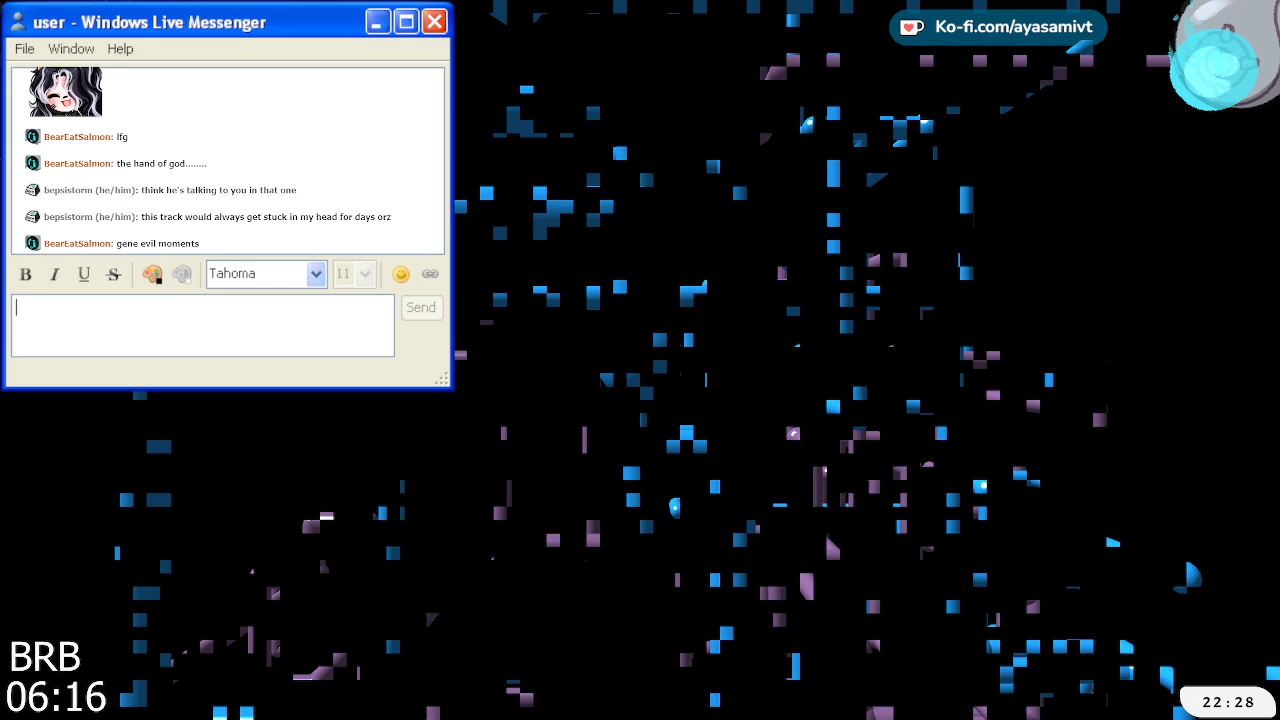 user - Windows Live Messenger
Ko-fi.com/ayasamivt
File Window Help
BearEatSalmon: lfg
BearEatSalmon: the hand of god........
bepsistorm (he/him): think he's talking to you in that one
bepsistorm (he/him): this track would always get stuck in my head for days orz
BearEatSalmon: gene evil moments
B I U S Tahoma 11
Send
BRB
06:16
22:28